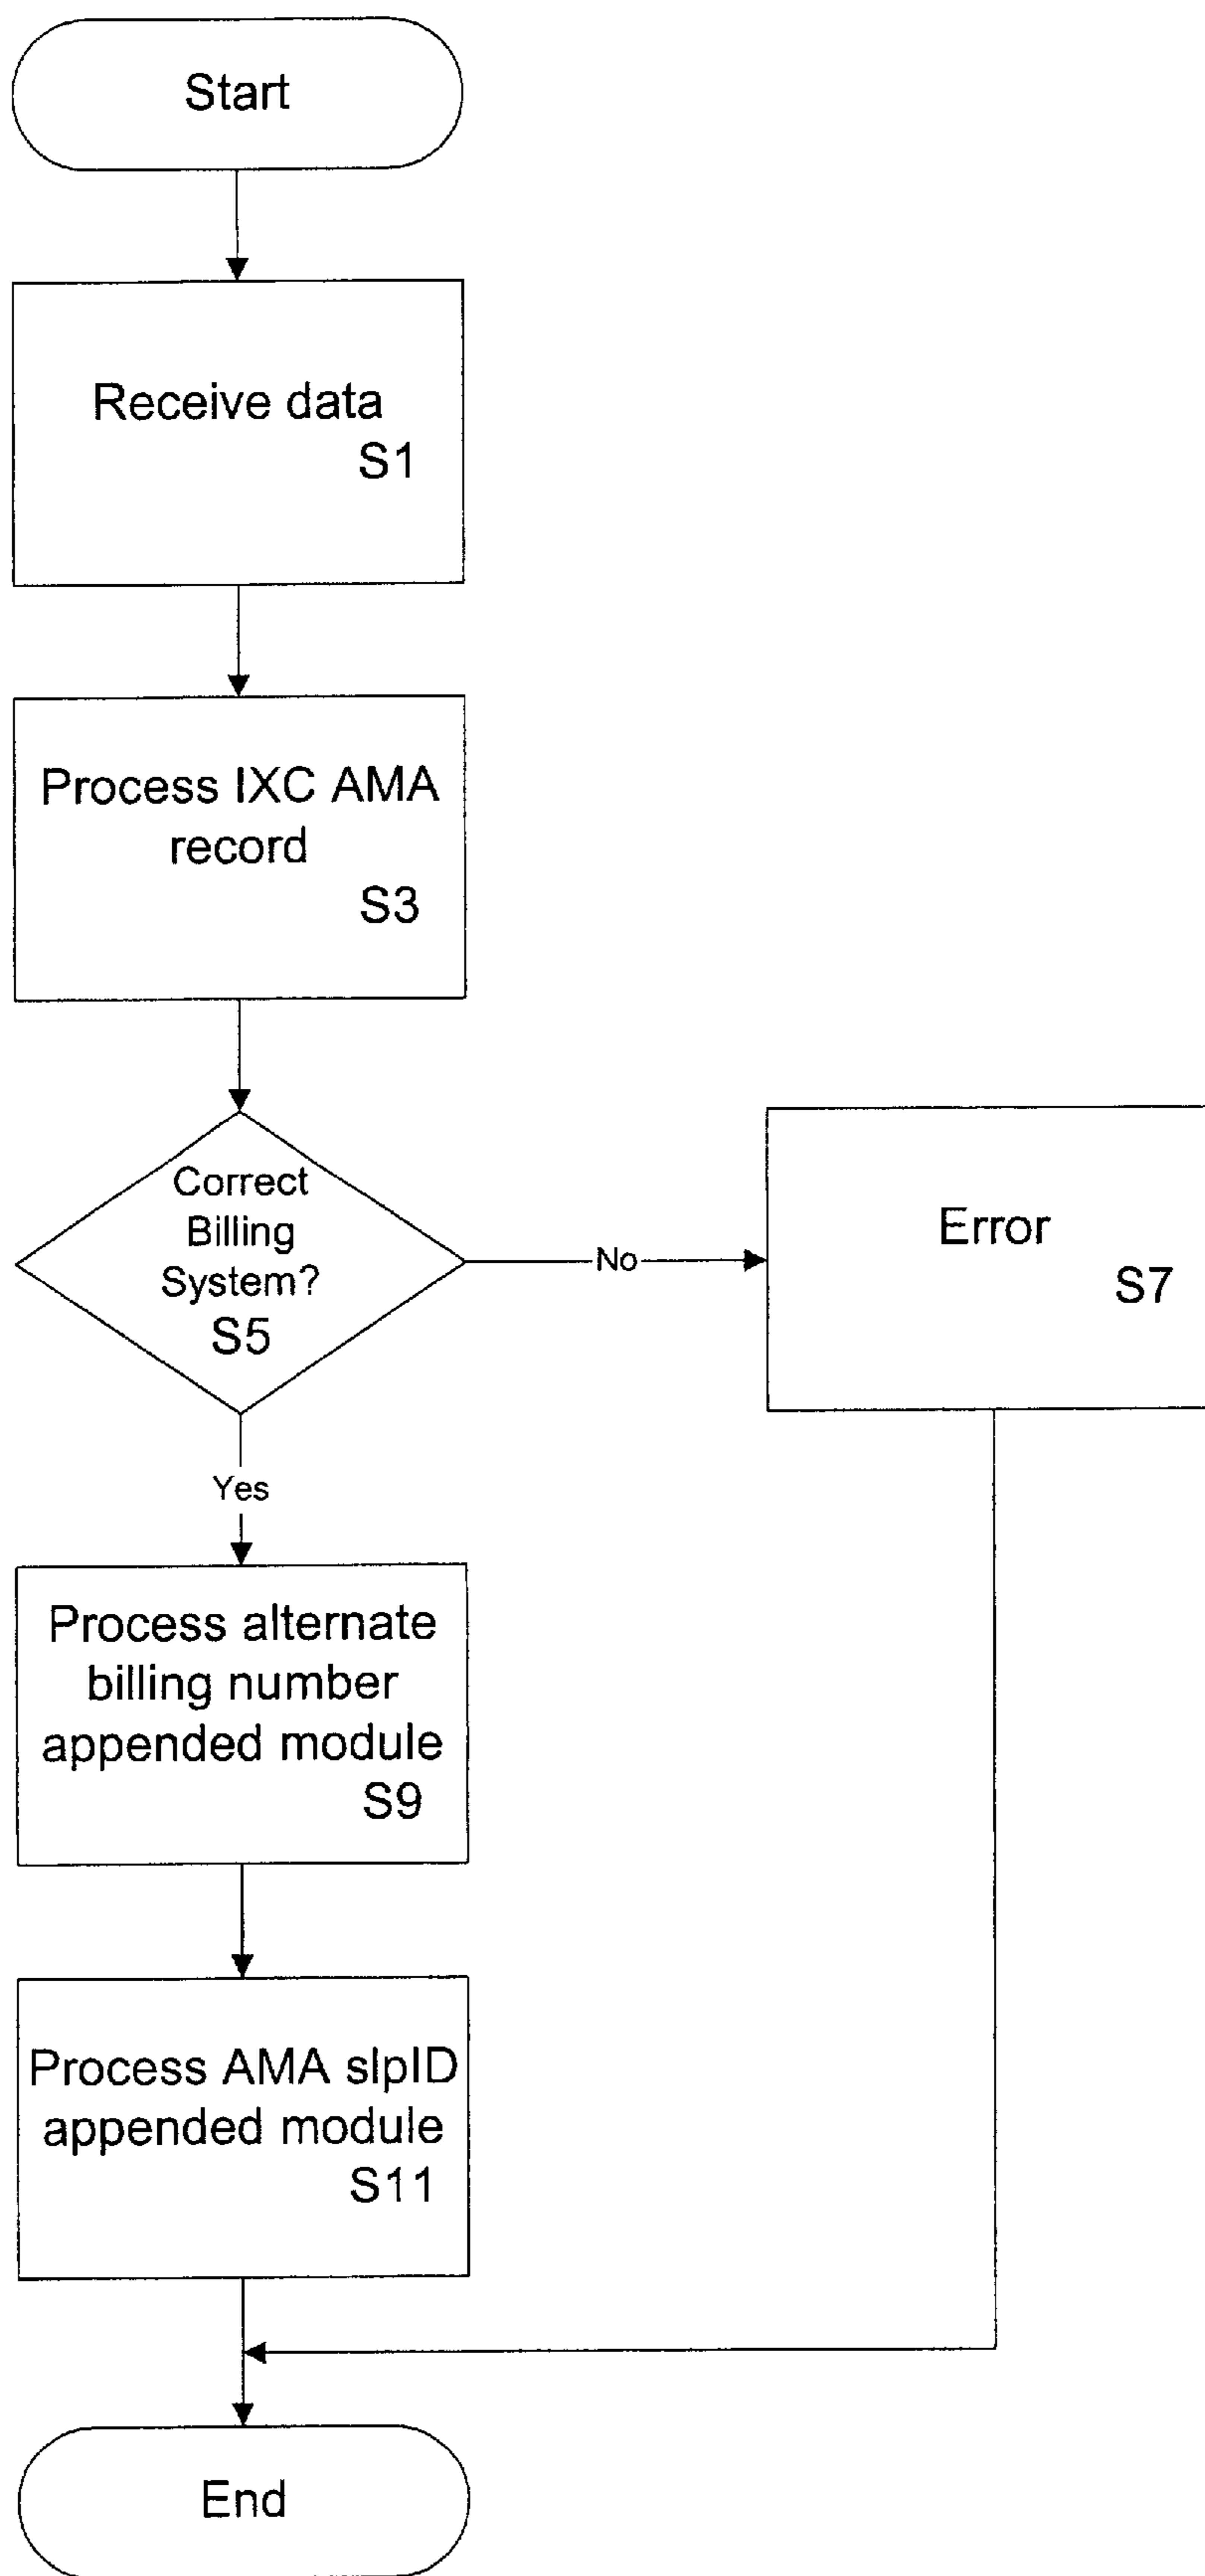 Start
Receive data
S1
Process IXC AMA
record
S3
Correct
Billing
System?
S5
No
Error
S7
Yes
Process alternate
billing number
appended module
S9
Process AMA slpID
appended module
S11
End